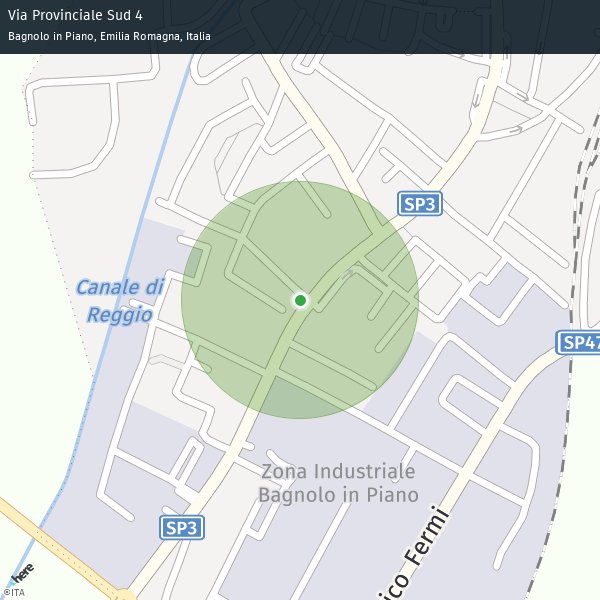 Via Provinciale Sud 4
Bagnolo in Piano, Emilia Romagna, Italia
SP3
Canale di
Reggio
SP47
Zona Industriale
Bagnolo in Piano
SP3
ico Fermi
here
©ITA